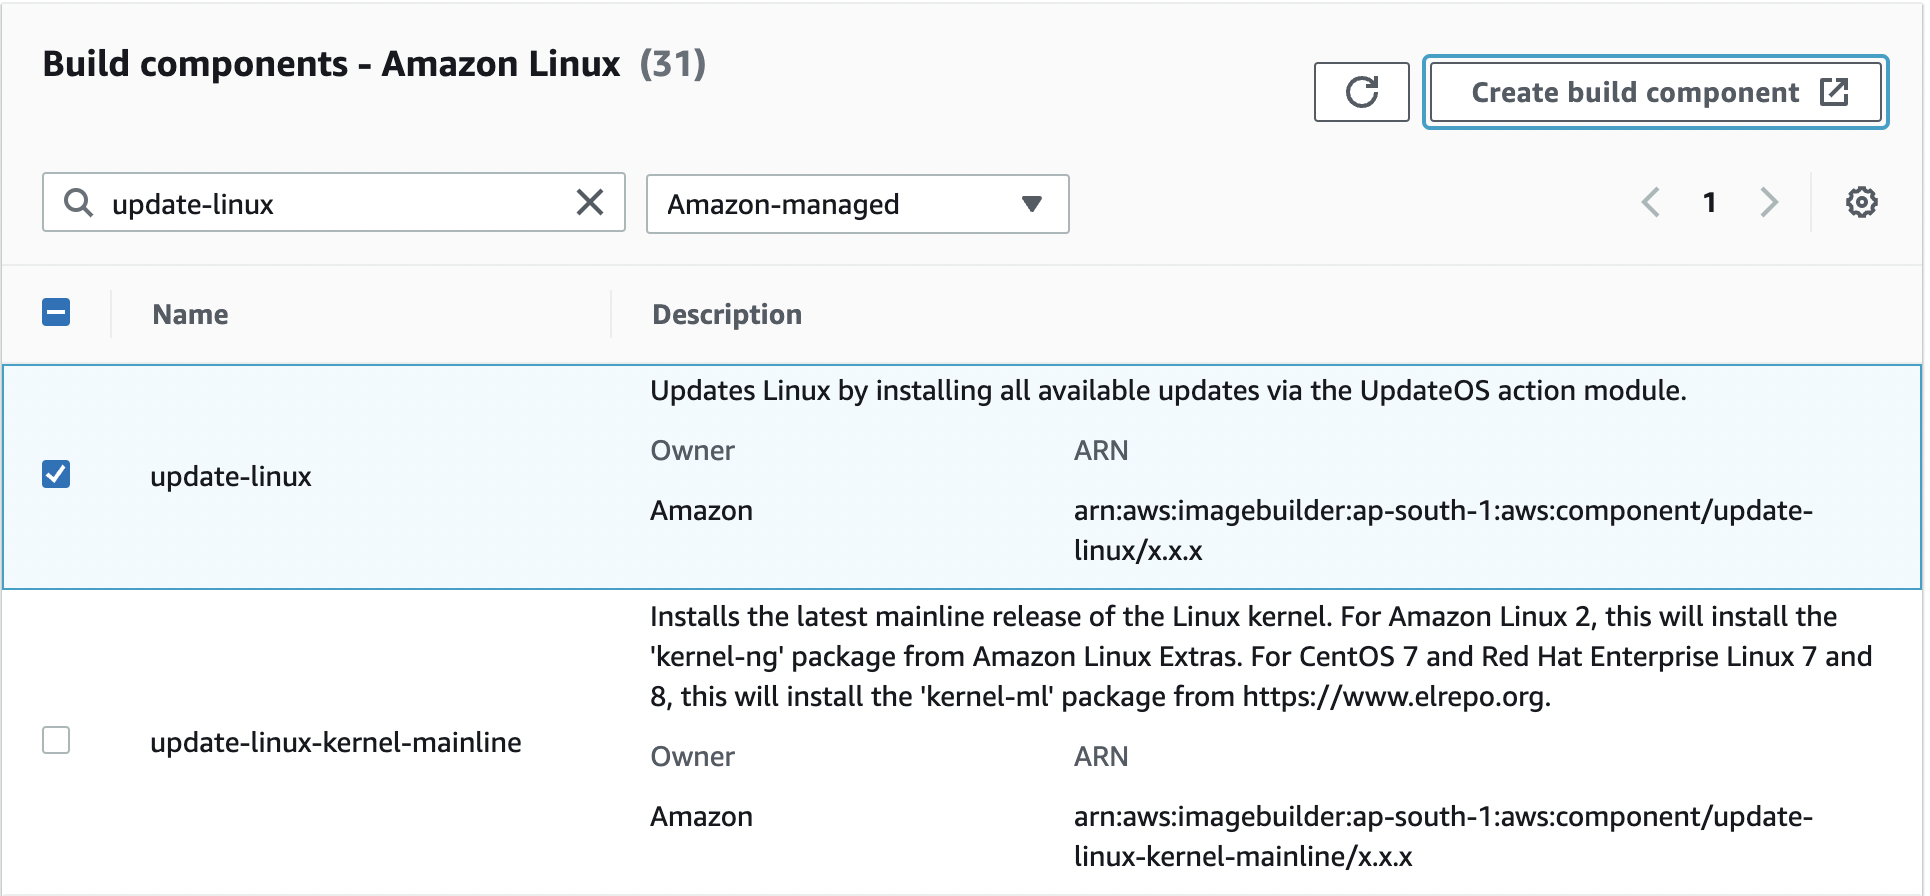 Build components - Amazon Linux (31)
Create build component
update-linux
Amazon-managed
1
Name
Description
Updates Linux by installing all available updates via the UpdateOS action module.
Owner
ARN
update-linux
Amazon
arn:aws:imagebuilder:ap-south-1:aws:component/update-
linux/x.x.x
Installs the latest mainline release of the Linux kernel. For Amazon Linux 2, this will install the
'kernel-ng' package from Amazon Linux Extras. For CentOS 7 and Red Hat Enterprise Linux 7 and
8, this will install the 'kernel-ml' package from https://www.elrepo.org.
update-linux-kernel-mainline
Owner
ARN
Amazon
arn:aws:imagebuilder:ap-south-1:aws:component/update-
linux-kernel-mainline/x.x.x